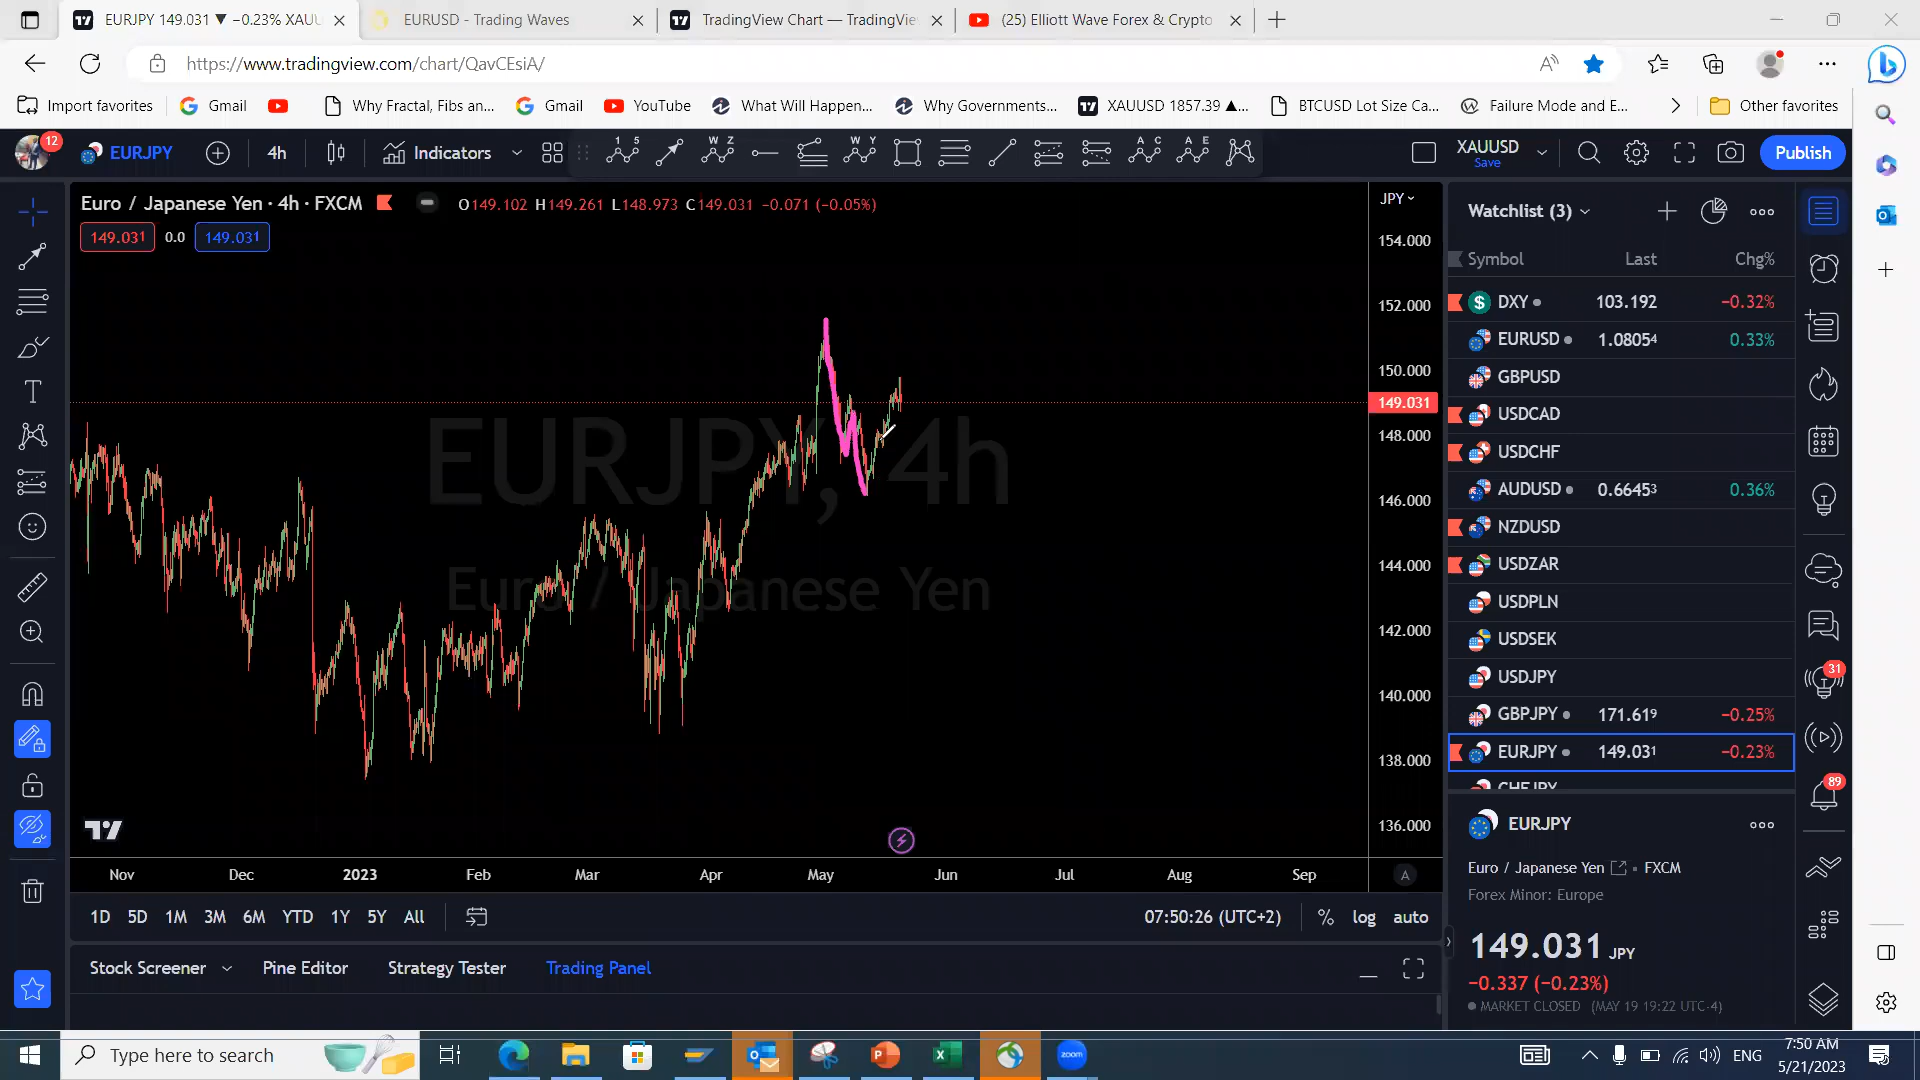 EURJPY 149.031 ▼ −0.23% XAUU
EURUSD - Trading Waves
TradingView Chart — TradingVie
(25) Elliott Wave Forex & Crypto
https://www.tradingview.com/chart/QavCEsiA/
Import favorites
Gmail
Why Fractal, Fibs an...
Gmail
YouTube
What Will Happen...
Why Governments...
XAUUSD 1857.39 ▲...
BTCUSD Lot Size Ca...
Failure Mode and E...
Other favorites
12
EURJPY
4h
Indicators
XAUUSD
Save
Publish
Euro / Japanese Yen · 4h · FXCM
O149.102 H149.261 L148.973 C149.031 −0.071 (−0.05%)
149.031
0.0
149.031
EURJPY, 4h
Euro / Japanese Yen
JPY
154.000
152.000
150.000
149.031
148.000
146.000
144.000
142.000
140.000
138.000
136.000
Nov Dec 2023 Feb Mar Apr May Jun Jul Aug Sep
A
1D 5D 1M 3M 6M YTD 1Y 5Y All
07:50:26 (UTC+2)
% log auto
Stock Screener
Pine Editor
Strategy Tester
Trading Panel
Watchlist (3)
Symbol Last Chg%
DXY 103.192 −0.32%
EURUSD 1.08054 0.33%
GBPUSD
USDCAD
USDCHF
AUDUSD 0.66453 0.36%
NZDUSD
USDZAR
USDPLN
USDSEK
USDJPY
GBPJPY 171.619 −0.25%
EURJPY 149.031 −0.23%
CHFJPY
EURJPY
Euro / Japanese Yen • FXCM
Forex Minor: Europe
149.031 JPY
−0.337 (−0.23%)
MARKET CLOSED (MAY 19 19:22 UTC-4)
31
89
Type here to search
zoom
ENG
7:50 AM
5/21/2023